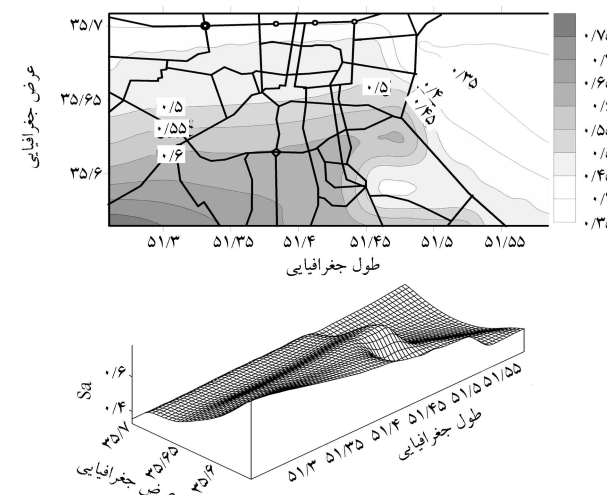 ۳۵/۷
۳۵/۶۵
۳۵/۶
عرض جغرافیایی
۰/۵
۰/۵۵
۰/۶
۰/۵
۰/۴
۰/۴۵
۰/۳۵
۵۱/۳ ۵۱/۳۵ ۵۱/۴ ۵۱/۴۵ ۵۱/۵ ۵۱/۵۵
طول جغرافیایی
Sa
۰/۶
۰/۴
۳۵/۷ ۳۵/۶۵ ۳۵/۶
عرض جغرافیایی
۵۱/۳ ۵۱/۳۵ ۵۱/۴ ۵۱/۴۵ ۵۱/۵ ۵۱/۵۵
طول جغرافیایی